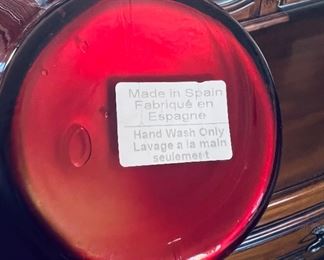 Made in Spain
Fabriqué en
Espagne
Hand Wash Only
Lavage a la main
seulement